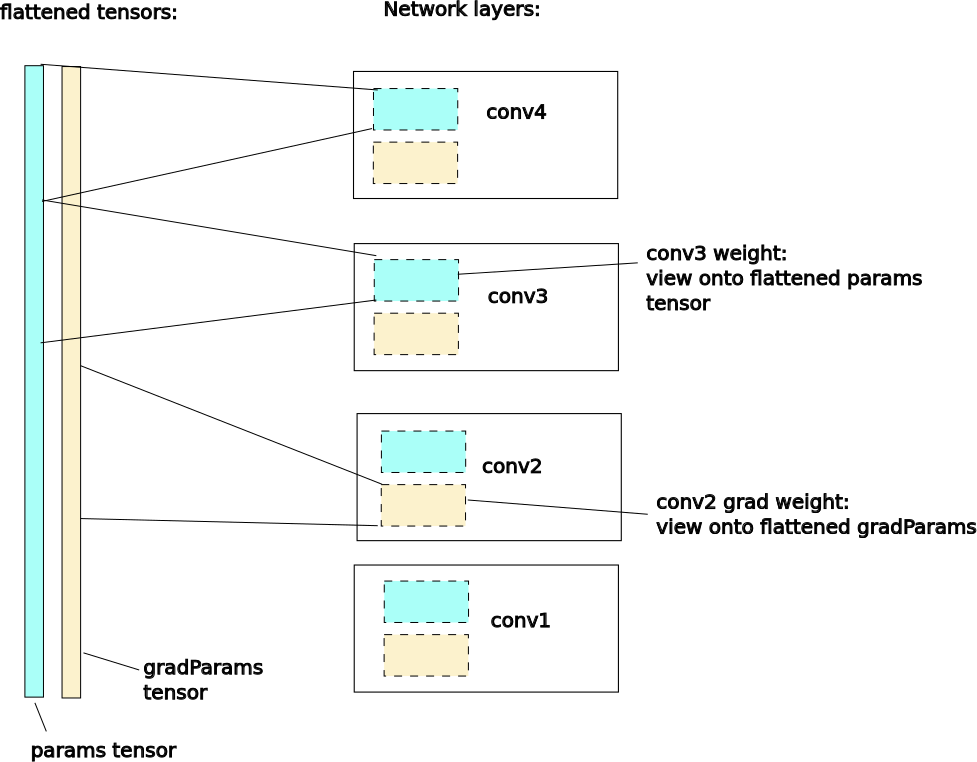 flattened tensors:
Network layers:
conv4
conv3 weight:
view onto flattened params
tensor
conv3
conv2
conv2 grad weight:
view onto flattened gradParams
conv1
gradParams
tensor
params tensor